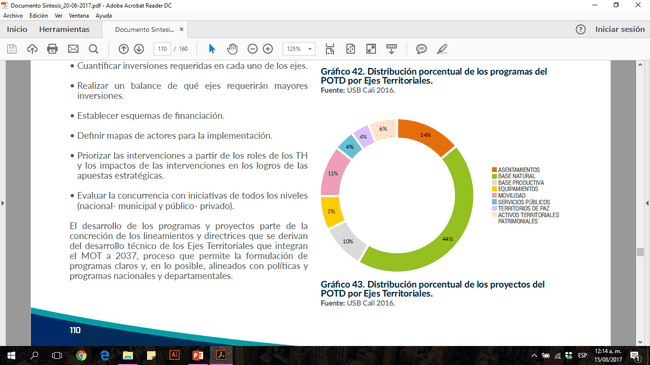 Documento Sintesis_20-06-2017.pdf - Adobe Acrobat Reader DC
Archivo Edición Ver Ventana Ayuda
Inicio Herramientas Documento Sintesis_... × Iniciar sesión
110 / 160 125%
• Cuantificar inversiones requeridas en cada uno de los ejes.
• Realizar un balance de qué ejes requerirán mayores
inversiones.
• Establecer esquemas de financiación.
• Definir mapas de actores para la implementación.
• Priorizar las intervenciones a partir de los roles de los TH
y los impactos de las intervenciones en los logros de las
apuestas estratégicas.
• Evaluar la concurrencia con iniciativas de todos los niveles
(nacional- municipal y público- privado).
El desarrollo de los programas y proyectos parte de la
concreción de los lineamientos y directrices que se derivan
del desarrollo técnico de los Ejes Territoriales que integran
el MOT a 2037, proceso que permite la formulación de
programas claros y, en lo posible, alineados con políticas y
programas nacionales y departamentales.
110
Gráfico 42. Distribución porcentual de los programas del
POTD por Ejes Territoriales.
Fuente: USB Cali 2016.
14%
44%
10%
7%
11%
4%
4%
6%
ASENTAMIENTOS
BASE NATURAL
BASE PRODUCTIVA
EQUIPAMIENTOS
MOVILIDAD
SERVICIOS PÚBLICOS
TERRITORIOS DE PAZ
ACTIVOS TERRITORIALES
PATRIMONIALES
Gráfico 43. Distribución porcentual de los proyectos del
POTD por Ejes Territoriales.
Fuente: USB Cali 2016.
ESP
12:14 a. m.
15/08/2017